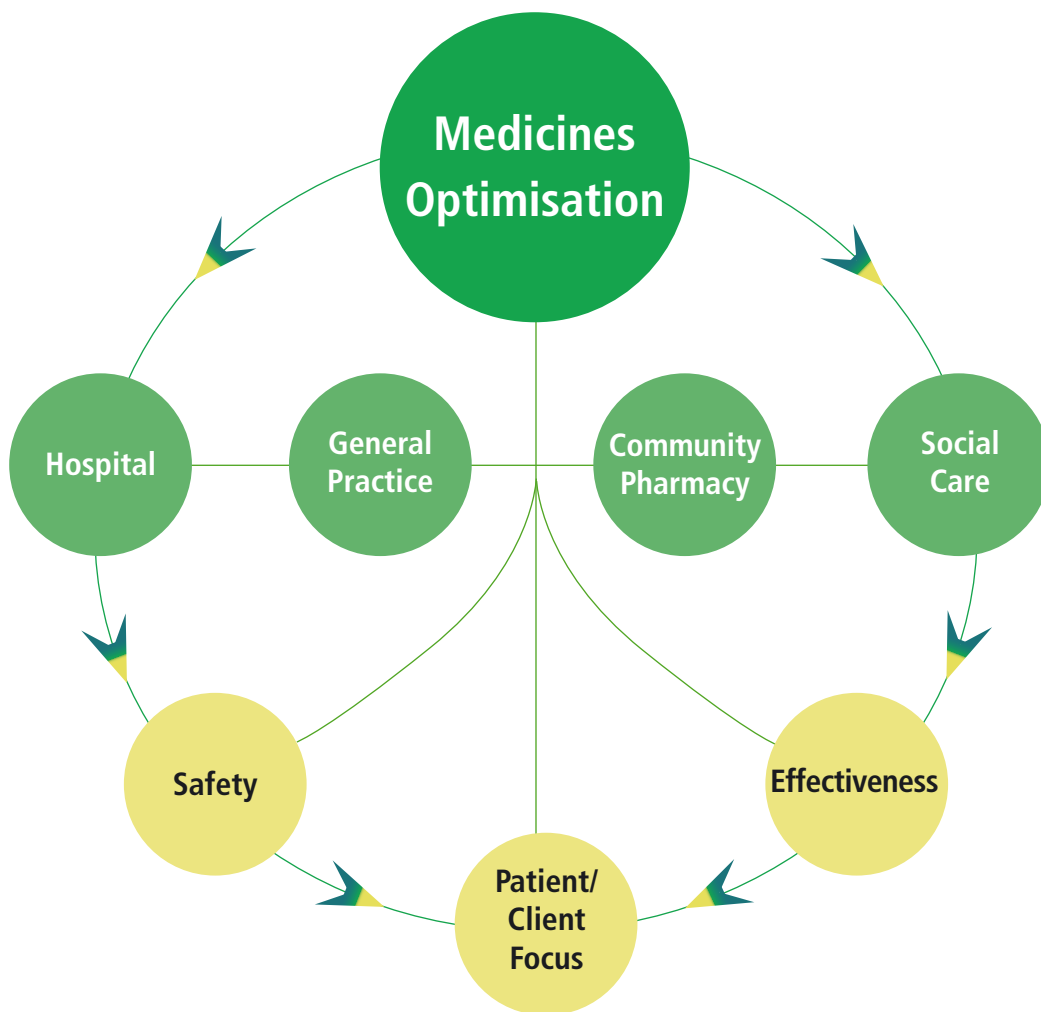 Medicines
Optimisation
Hospital
General
Practice
Community
Pharmacy
Social
Care
Safety
Effectiveness
Patient/
Client
Focus